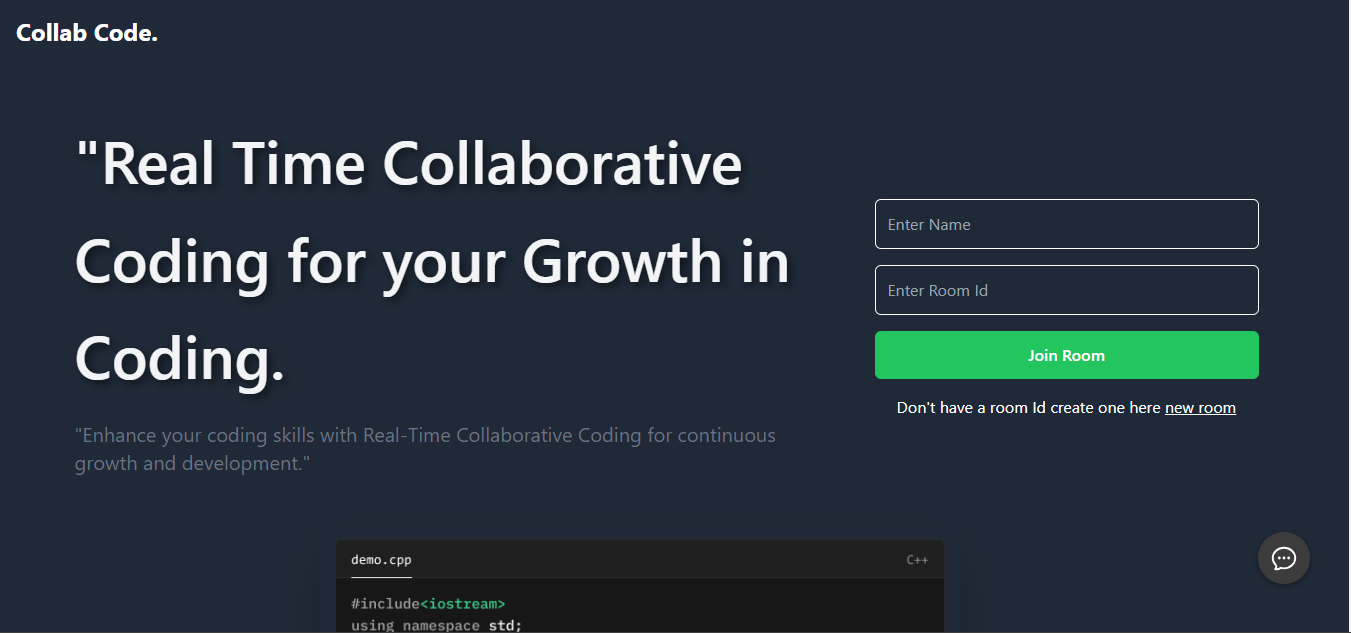 Collab Code.
"Real Time Collaborative
Coding for your Growth in
Coding.
"Enhance your coding skills with Real-Time Collaborative Coding for continuous
growth and development."
Enter Name
Enter Room Id
Join Room
Don't have a room Id create one here new room
demo.cpp C++
#include<iostream>
using namespace std;